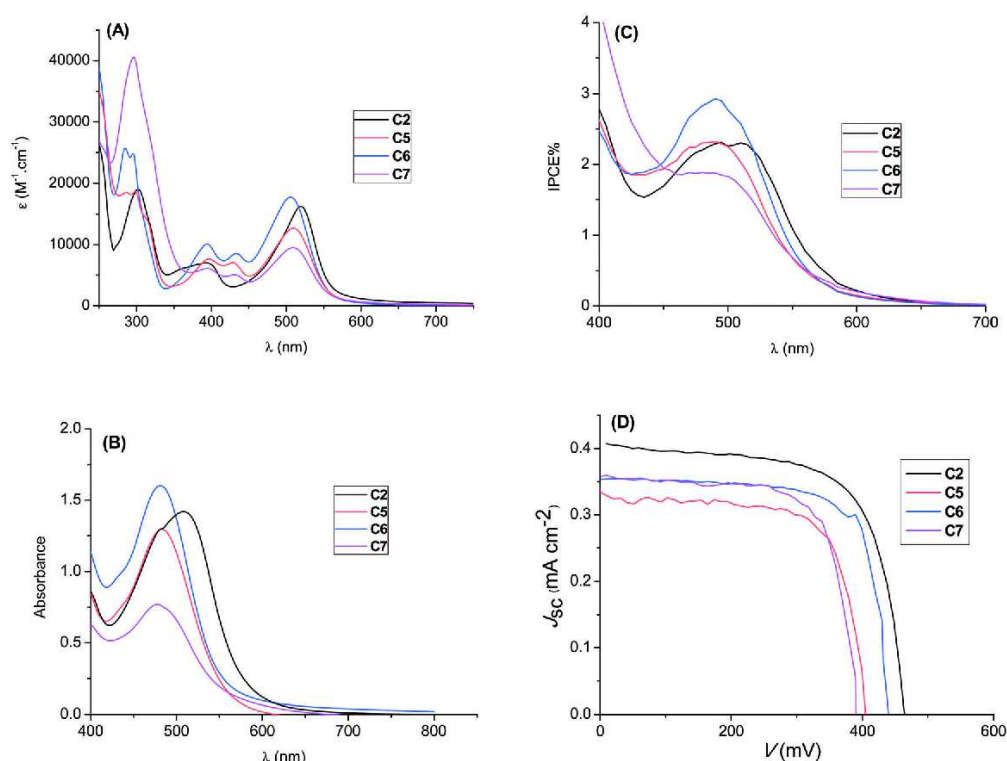 (A)
ε (M⁻¹.cm⁻¹)
40000
30000
20000
10000
0
300 400 500 600 700
λ (nm)
C2
C5
C6
C7
(C)
IPCE%
4
3
2
1
0
400 500 600 700
λ (nm)
C2
C5
C6
C7
(B)
Absorbance
2.0
1.5
1.0
0.5
0.0
400 500 600 700 800
λ (nm)
C2
C5
C6
C7
(D)
JSC (mA cm⁻²)
0.4
0.3
0.2
0.1
0.0
0 200 400 600
V (mV)
C2
C5
C6
C7